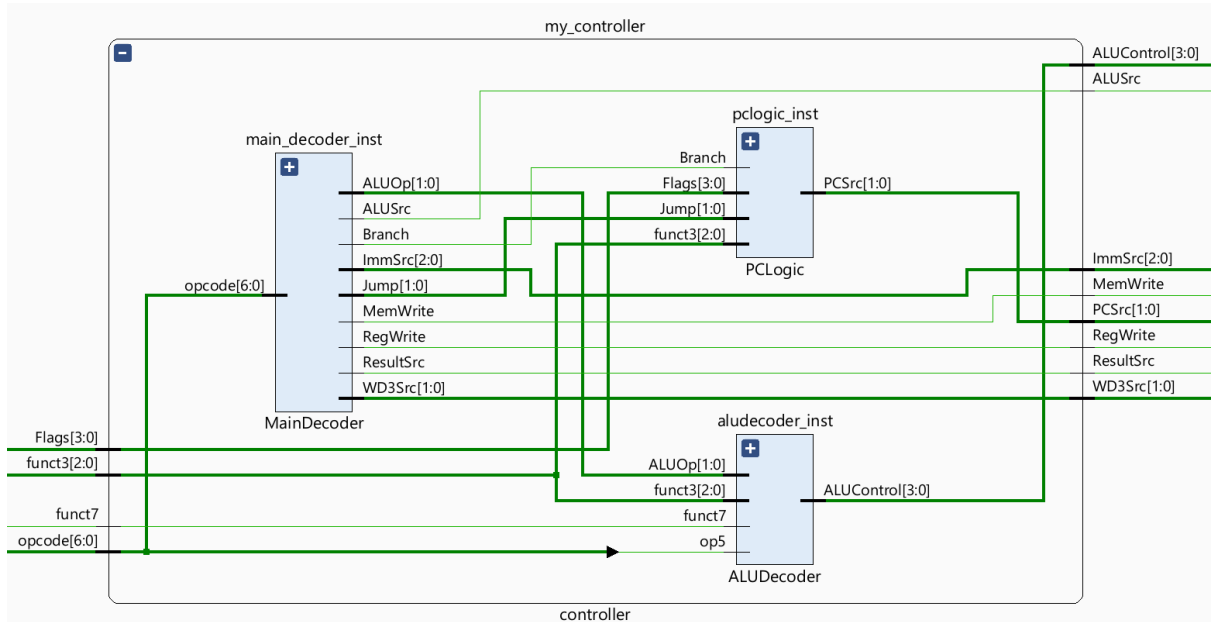 my_controller
ALUControl[3:0]
ALUSrc
main_decoder_inst
ALUOp[1:0]
ALUSrc
Branch
ImmSrc[2:0]
opcode[6:0]
Jump[1:0]
MemWrite
RegWrite
ResultSrc
WD3Src[1:0]
MainDecoder
pclogic_inst
Branch
Flags[3:0]
Jump[1:0]
funct3[2:0]
PCSrc[1:0]
PCLogic
ImmSrc[2:0]
MemWrite
PCSrc[1:0]
RegWrite
ResultSrc
WD3Src[1:0]
Flags[3:0]
funct3[2:0]
funct7
opcode[6:0]
aludecoder_inst
ALUOp[1:0]
funct3[2:0]
funct7
op5
ALUControl[3:0]
ALUDecoder
controller